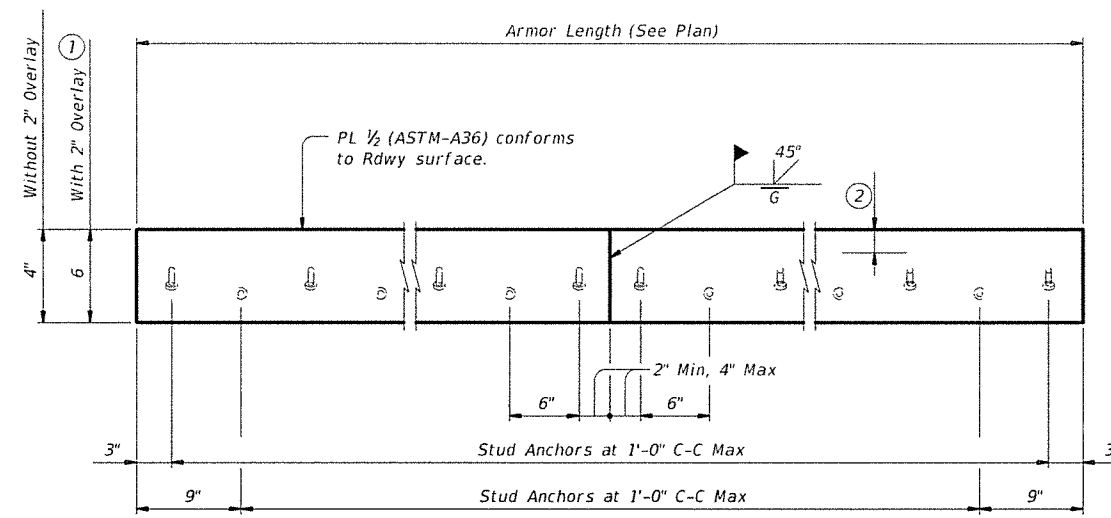 Armor Length (See Plan)
Without 2" Overlay
With 2" Overlay
1
PL ½ (ASTM-A36) conforms
to Rdwy surface.
45°
G
2
4"
6
2" Min, 4" Max
6"
6"
3"
Stud Anchors at 1'-0" C-C Max
3
9"
Stud Anchors at 1'-0" C-C Max
9"